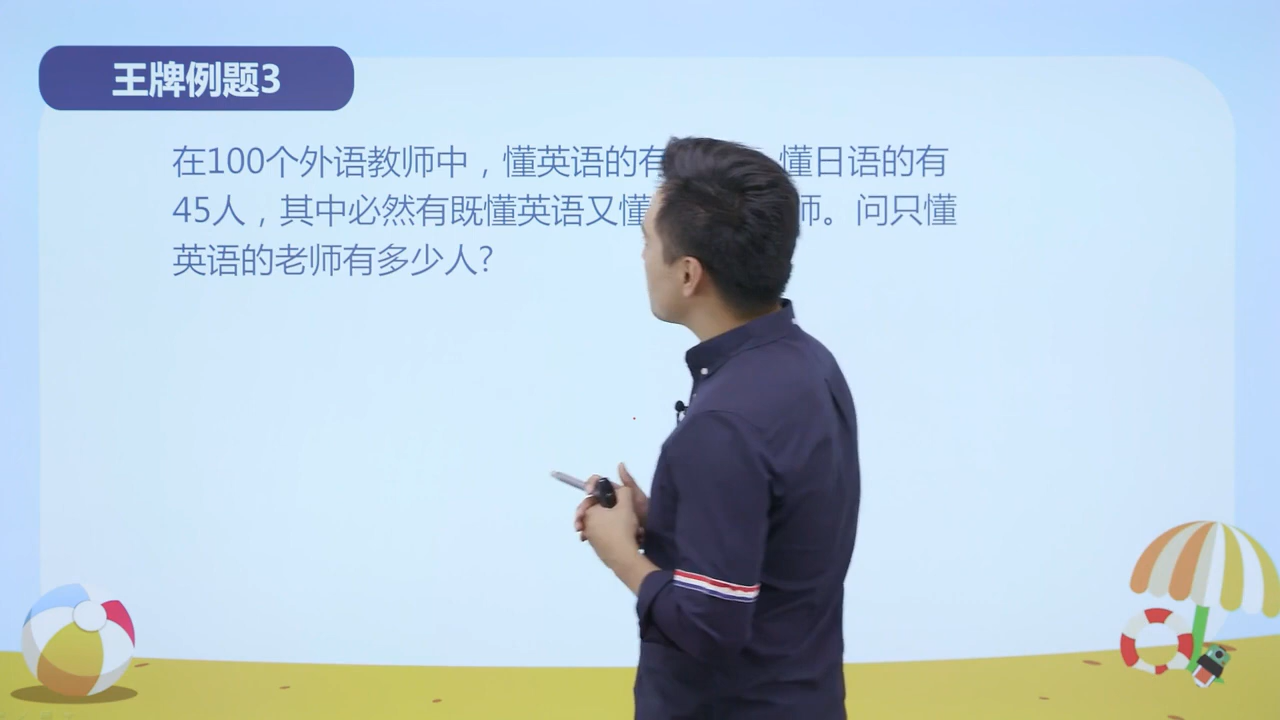 王牌例题3
在100个外语教师中，懂英语的有 懂日语的有
45人，其中必然有既懂英语又懂 师。问只懂
英语的老师有多少人?